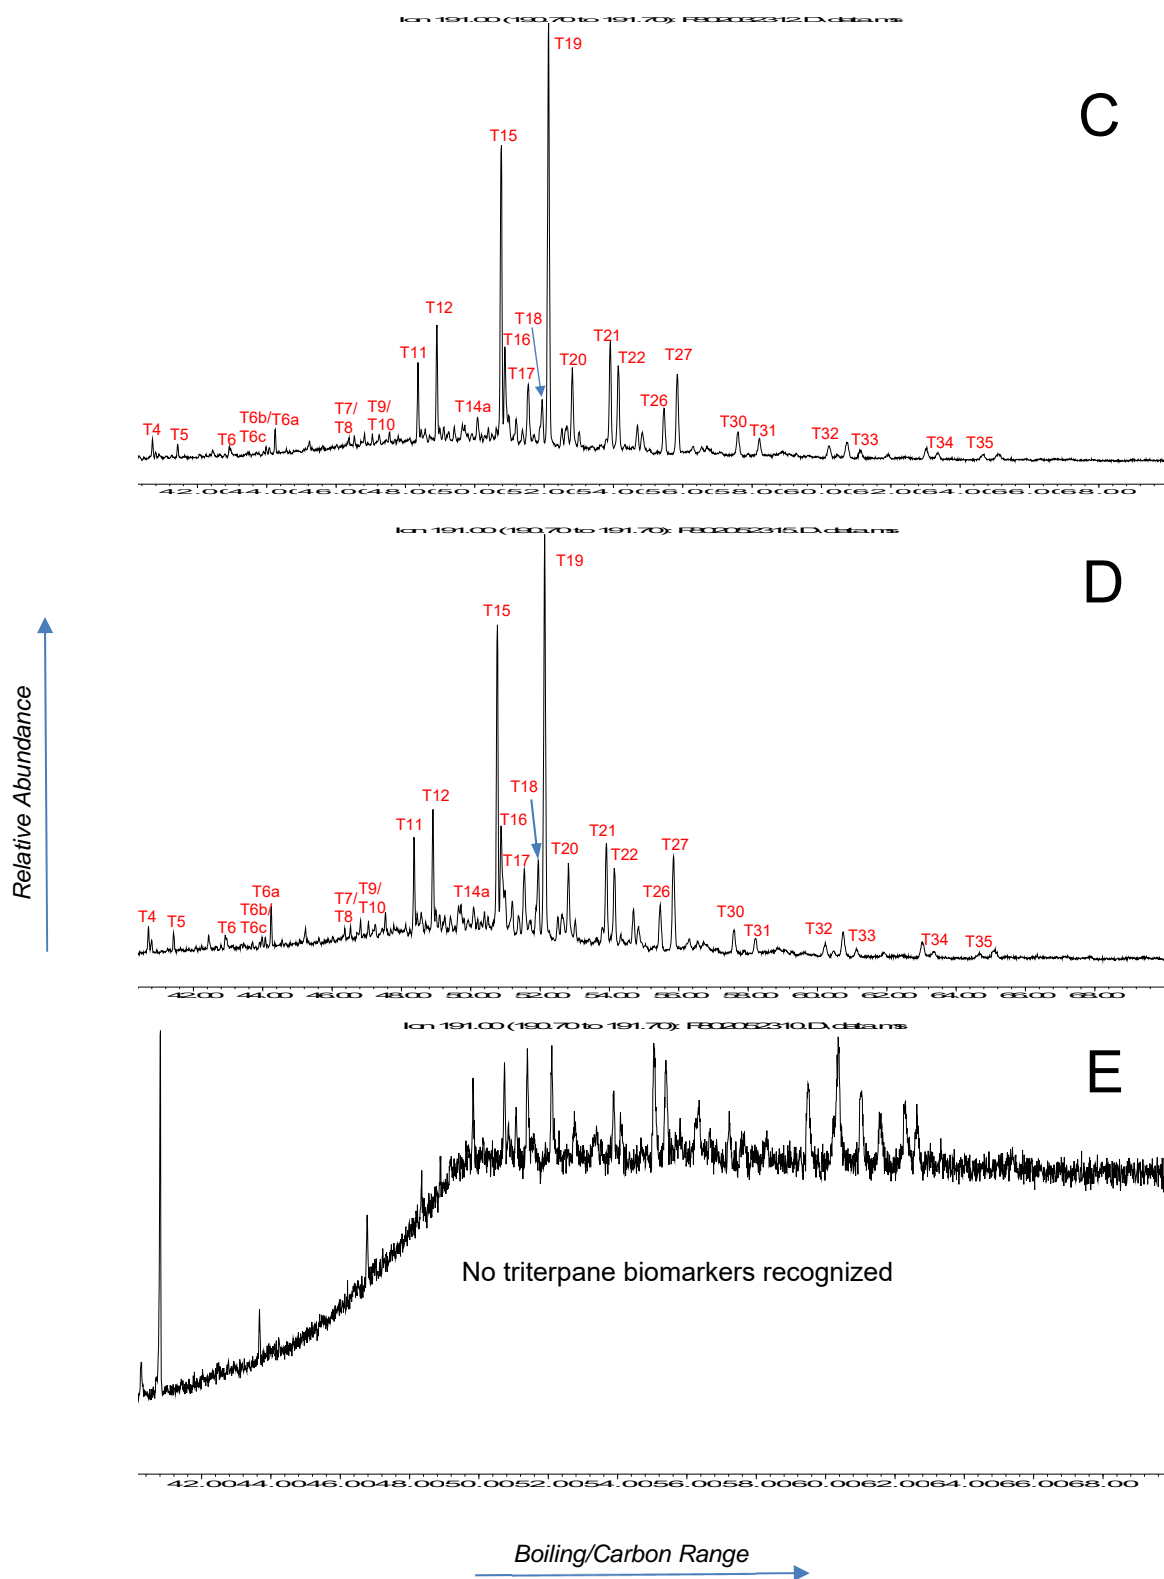 Ion 191.00 (190.70 to 191.70): F802032312.D\data.ms
C
T19
T15
T12
T18
T11
T16
T21
T22
T27
T17
T20
T26
T6b/
T6a
T7/
T9/
T14a
T4
T5
T6
T6c
T8
T10
T30
T31
T32
T33
T34
T35
42.00 44.00 46.00 48.00 50.00 52.00 54.00 56.00 58.00 60.00 62.00 64.00 66.00 68.00
Ion 191.00 (190.70 to 191.70): F802052315.D\data.ms
D
T19
T15
T18
T12
T11
T16
T21
T22
T27
T17
T20
T6a
T7/
T9/
T14a
T26
T4
T5
T6
T6b/
T6c
T8
T10
T30
T31
T32
T33
T34
T35
42.00 44.00 46.00 48.00 50.00 52.00 54.00 56.00 58.00 60.00 62.00 64.00 66.00 68.00
Ion 191.00 (190.70 to 191.70): F802052310.D\data.ms
E
No triterpane biomarkers recognized
42.00 44.00 46.00 48.00 50.00 52.00 54.00 56.00 58.00 60.00 62.00 64.00 66.00 68.00
Relative Abundance
Boiling/Carbon Range